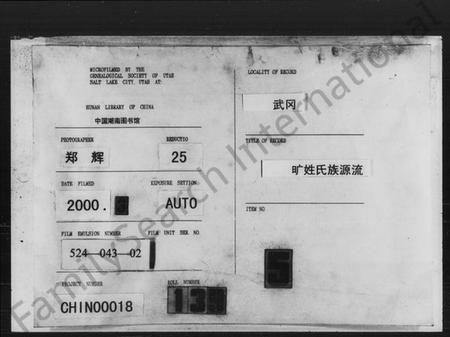 MICROFILMED BY THE
GENEALOGICAL SOCIETY OF UTAH
SALT LAKE CITY, UTAH AT:
HUNAN LIBRARY OF CHINA
中国湖南图书馆
PHOTOGRAPHER
REDUCTIO
郑 辉
25
DATE FILMED
EXPOSURE SETTION
2000.
AUTO
FILM EMULSION NUMBER
FILM UNIT SER NO.
524—043—02
PROJECT NUMBER
ROLL NUMBER
CHINO0018
LOCALITY OF RECORD
武冈
TITLE OF RECORD
旷姓氏族源流
ITEM NO
5
FamilySearch International